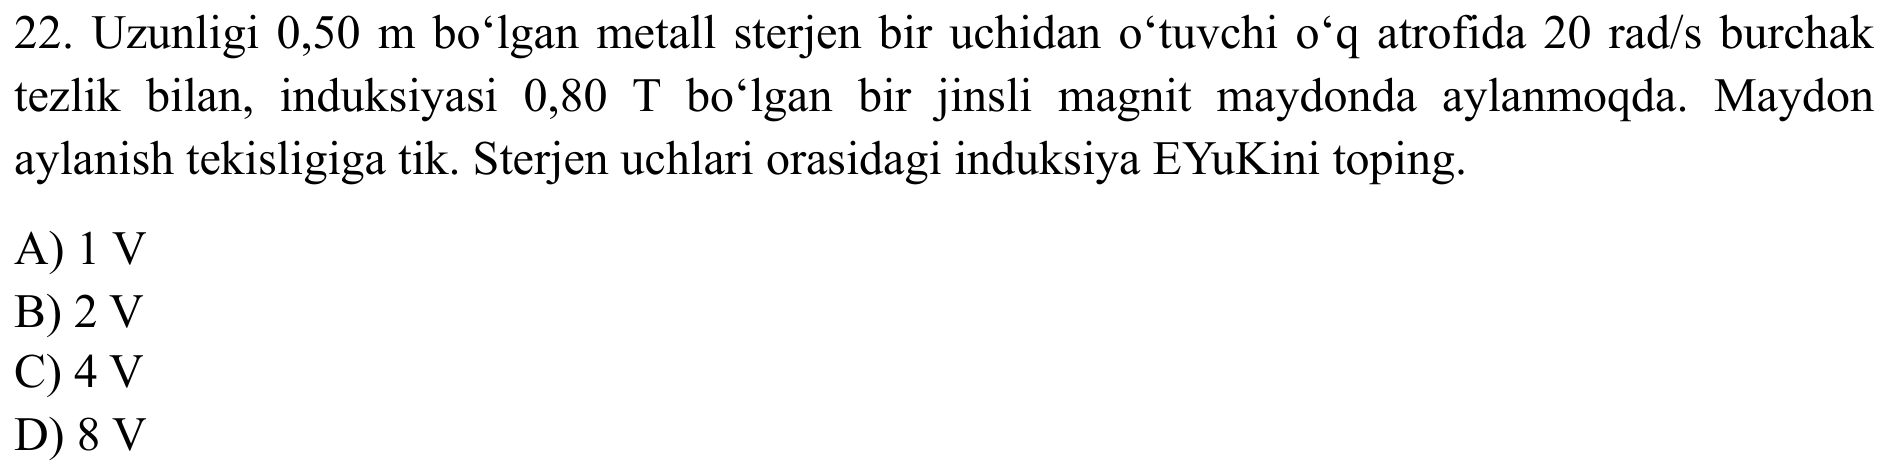 22. Uzunligi 0,50 m bo‘lgan metall sterjen bir uchidan o‘tuvchi o‘q atrofida 20 rad/s burchak
tezlik bilan, induksiyasi 0,80 T bo‘lgan bir jinsli magnit maydonda aylanmoqda. Maydon
aylanish tekisligiga tik. Sterjen uchlari orasidagi induksiya EYuKini toping.
A) 1 V
B) 2 V
C) 4 V
D) 8 V